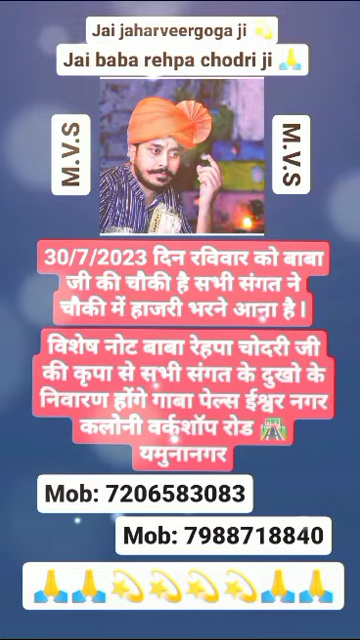 Jai jaharveergoga ji 💫
Jai baba rehpa chodri ji 🙏
M.V.S
M.V.S
30/7/2023 दिन रविवार को बाबा
जी की चौकी है सभी संगत ने
चौकी में हाजरी भरने आना है।
विशेष नोट बाबा रेहपा चोदरी जी
की कृपा से सभी संगत के दुखो के
निवारण होंगे गाबा पेल्स ईश्वर नगर
कलोनी वर्कशॉप रोड 🛣️
यमुनानगर
Mob: 7206583083
Mob: 7988718840
🙏🙏💫💫💫💫🙏🙏